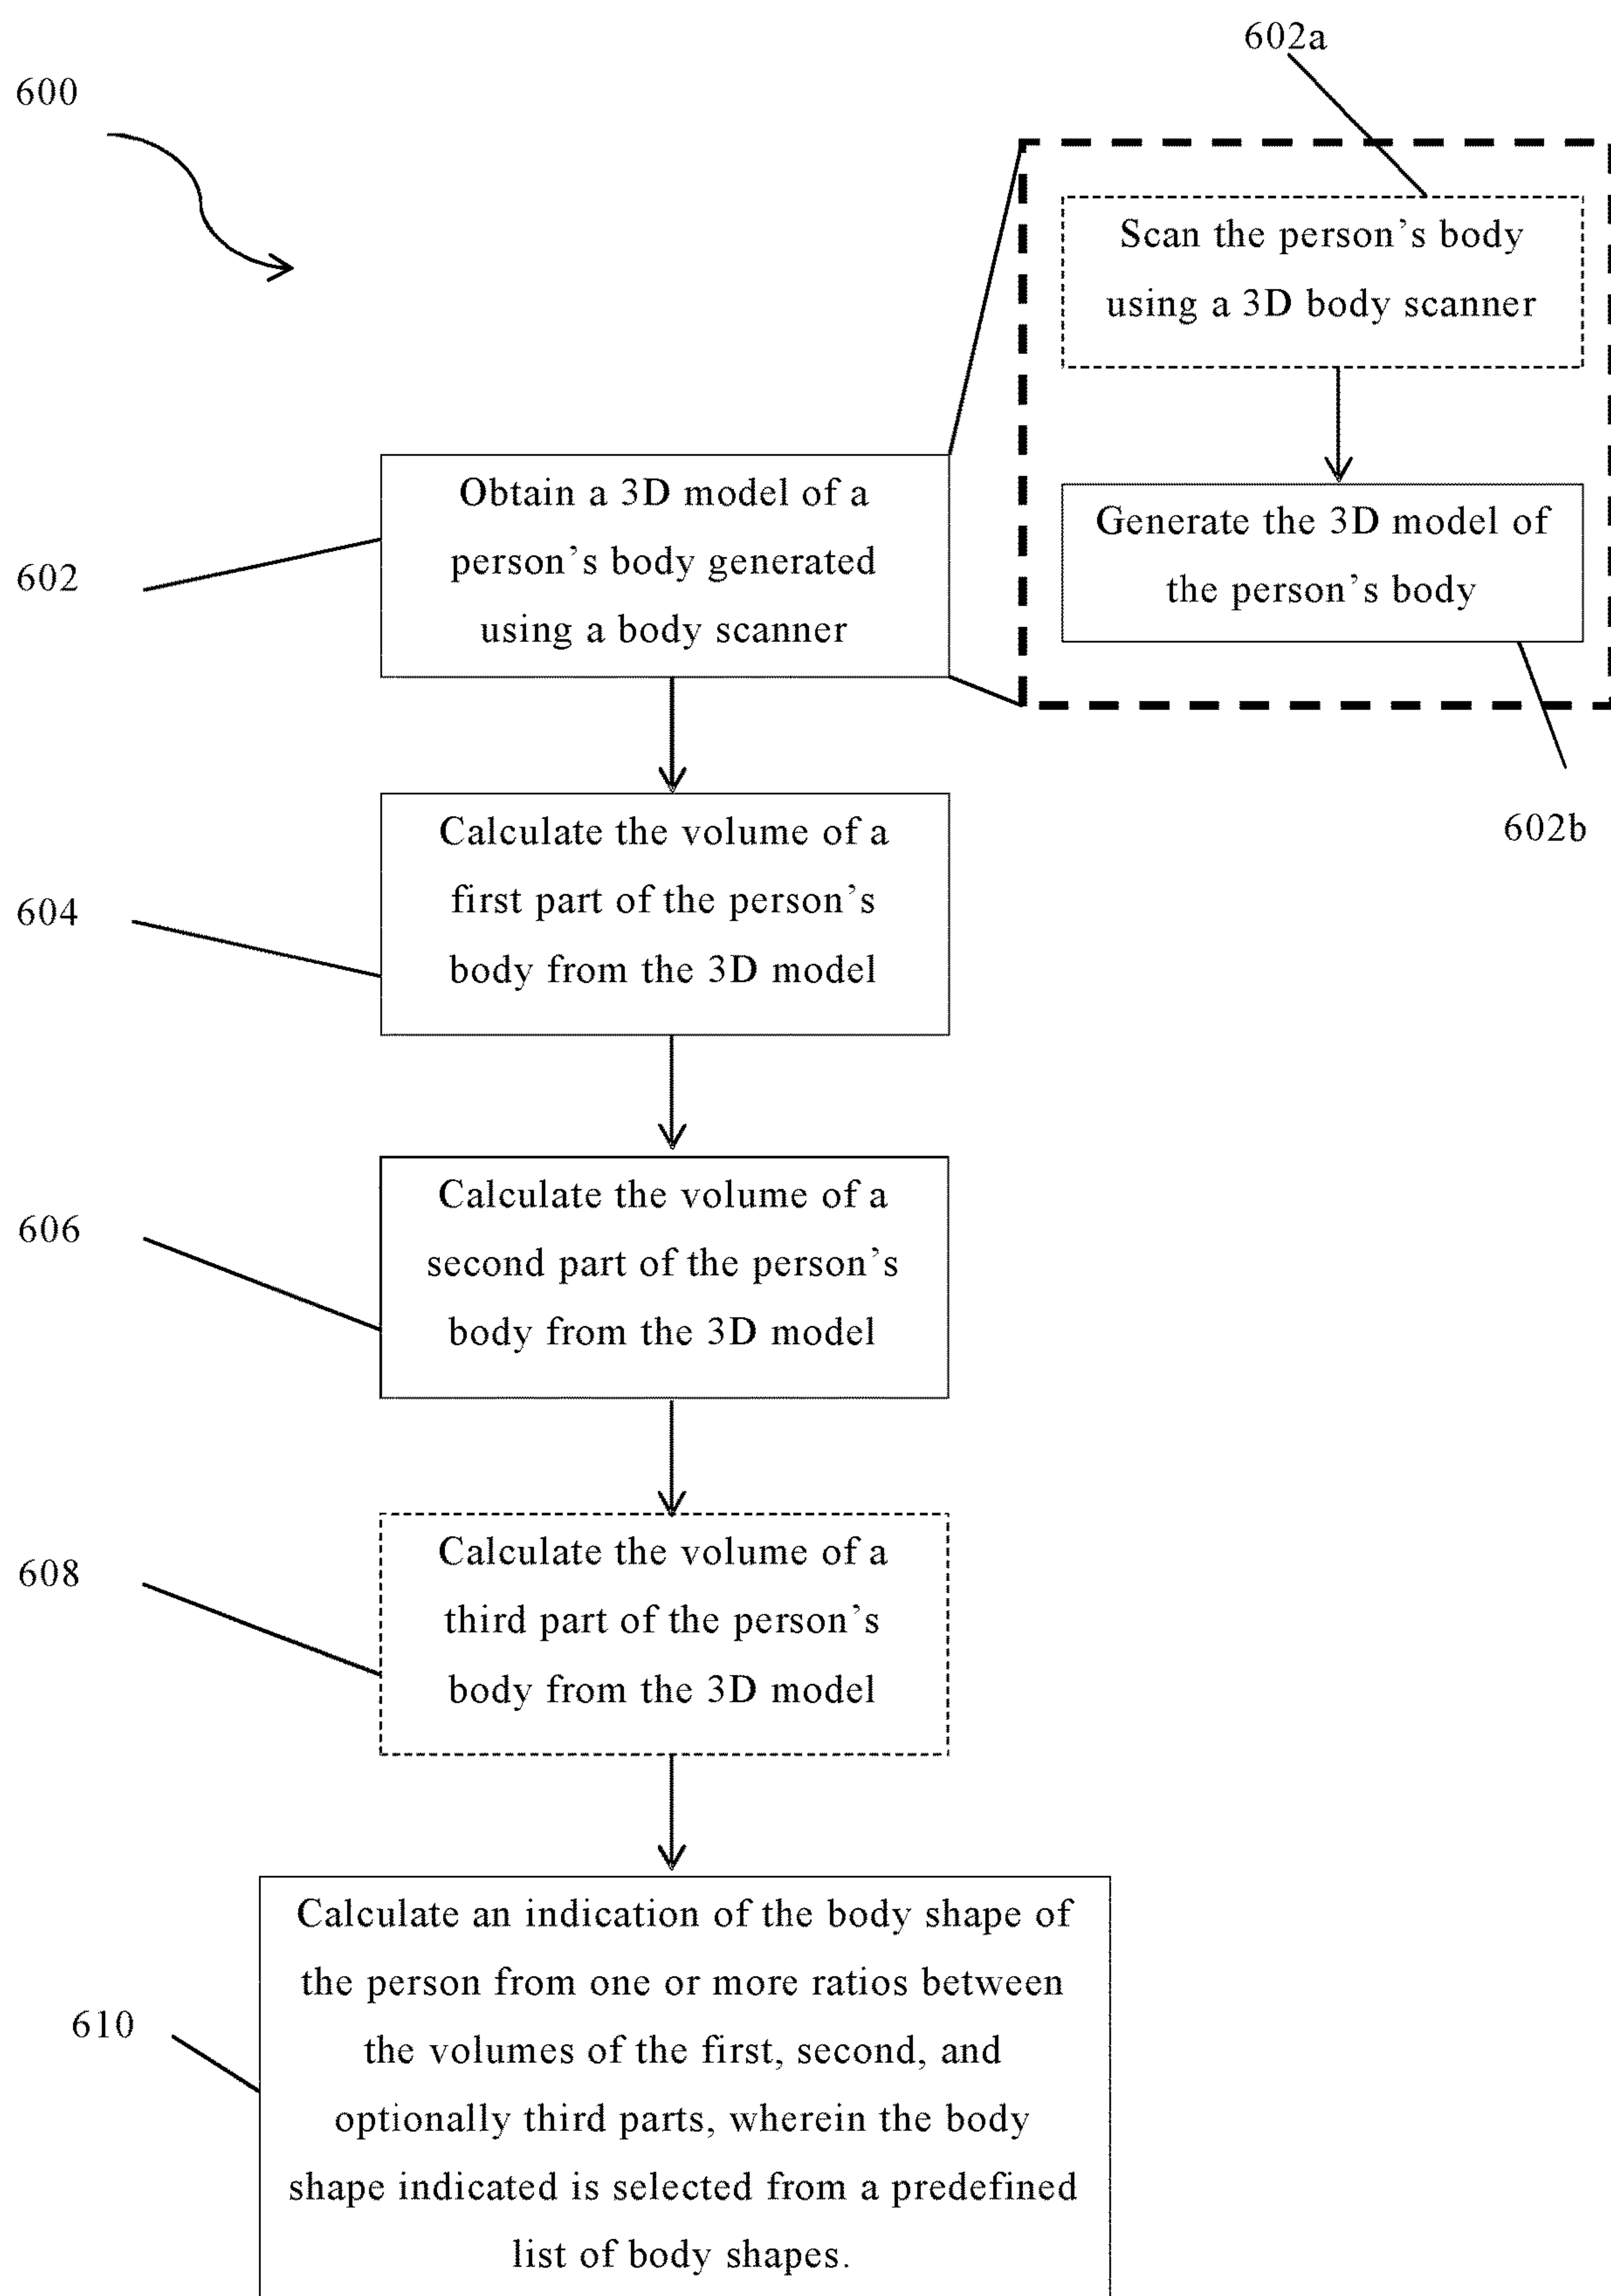 602a
600
Scan the person’s body
using a 3D body scanner
Obtain a 3D model of a
person’s body generated
using a body scanner
Generate the 3D model of
the person’s body
602
602b
Calculate the volume of a
first part of the person’s
body from the 3D model
604
Calculate the volume of a
second part of the person’s
body from the 3D model
606
Calculate the volume of a
third part of the person’s
body from the 3D model
608
Calculate an indication of the body shape of
the person from one or more ratios between
the volumes of the first, second, and
optionally third parts, wherein the body
shape indicated is selected from a predefined
list of body shapes.
610